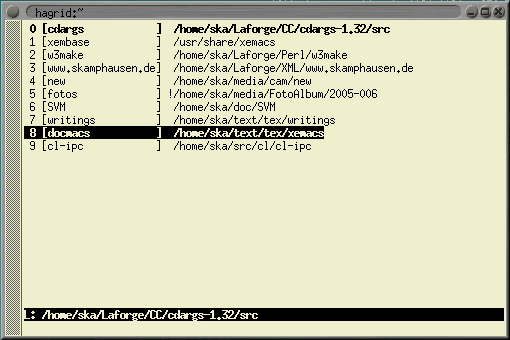 hagrid:~
0 [cdargs ] /home/ska/Laforge/CC/cdargs-1.32/src
1 [xembase ] /usr/share/xemacs
2 [w3make ] /home/ska/Laforge/Perl/w3make
3 [www.skamphausen.de] /home/ska/Laforge/XML/www.skamphausen.de
4 [new ] /home/ska/media/cam/new
5 [fotos ] !/home/ska/media/FotoAlbum/2005-006
6 [SVM ] /home/ska/doc/SVM
7 [writings ] /home/ska/text/tex/writings
8 [docmacs ] /home/ska/text/tex/xemacs
9 [cl-ipc ] /home/ska/src/cl/cl-ipc
L: /home/ska/Laforge/CC/cdargs-1.32/src